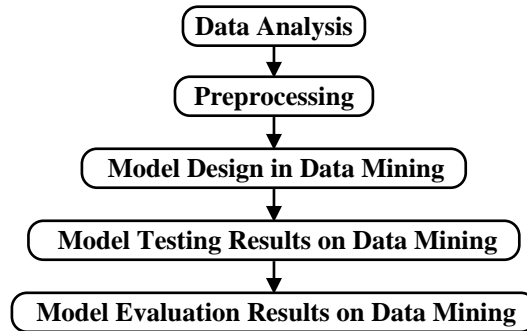 Data Analysis
Preprocessing
Model Design in Data Mining
Model Testing Results on Data Mining
Model Evaluation Results on Data Mining